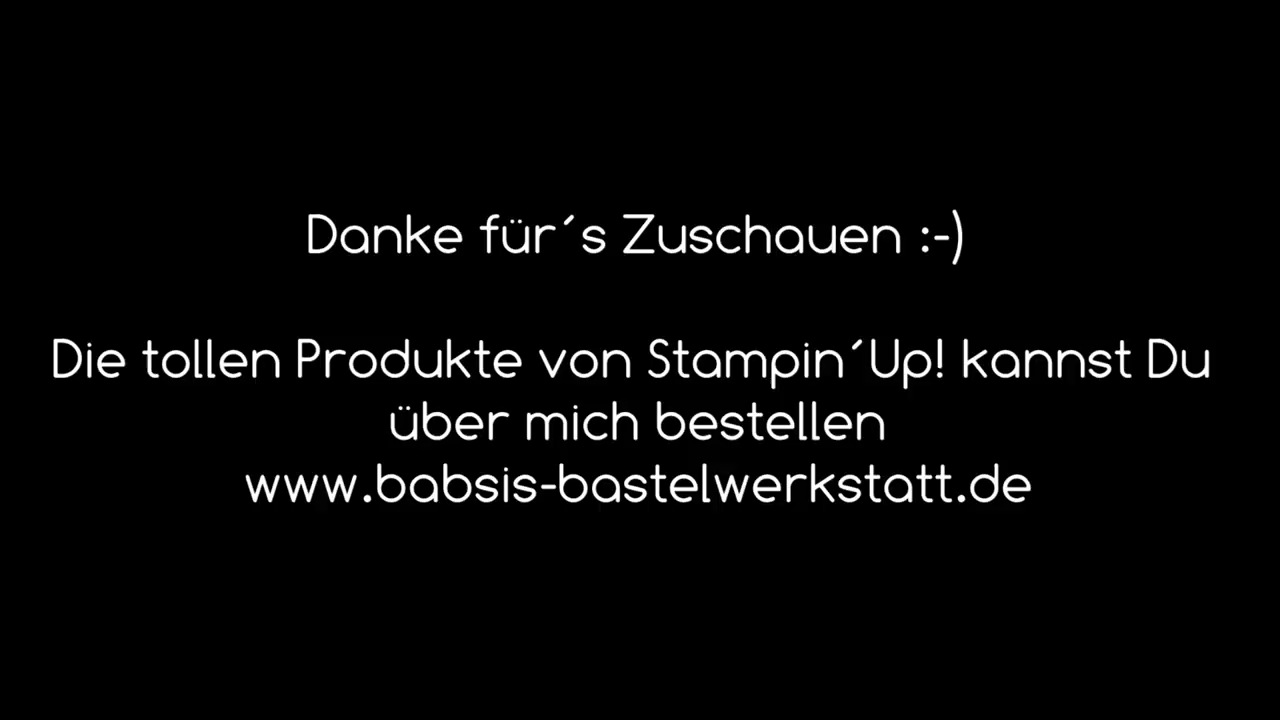 Danke für´s Zuschauen :-)
Die tollen Produkte von Stampin´Up! kannst Du
über mich bestellen
www.babsis-bastelwerkstatt.de